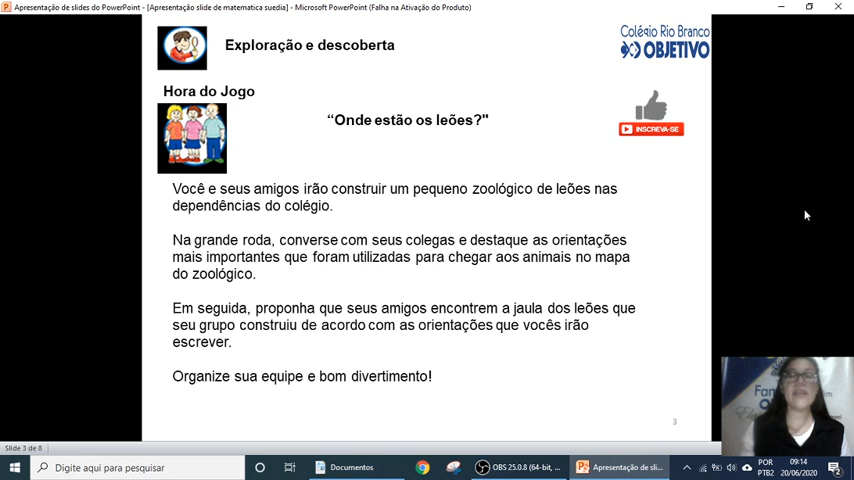 Apresentação de slides do PowerPoint - [Apresentação slide de matematica suedia] - Microsoft PowerPoint (Falha na Ativação do Produto)
Exploração e descoberta
Colégio Rio Branco
OBJETIVO
Hora do Jogo
“Onde estão os leões?"
INSCREVA-SE
Você e seus amigos irão construir um pequeno zoológico de leões nas
dependências do colégio.
Na grande roda, converse com seus colegas e destaque as orientações
mais importantes que foram utilizadas para chegar aos animais no mapa
do zoológico.
Em seguida, proponha que seus amigos encontrem a jaula dos leões que
seu grupo construiu de acordo com as orientações que vocês irão
escrever.
Organize sua equipe e bom divertimento!
3
Slide 3 de 8
Digite aqui para pesquisar
Documentos
OBS 25.0.8 (64-bit, ...
Apresentação de sli...
POR
PTB2
09:14
20/06/2020
2